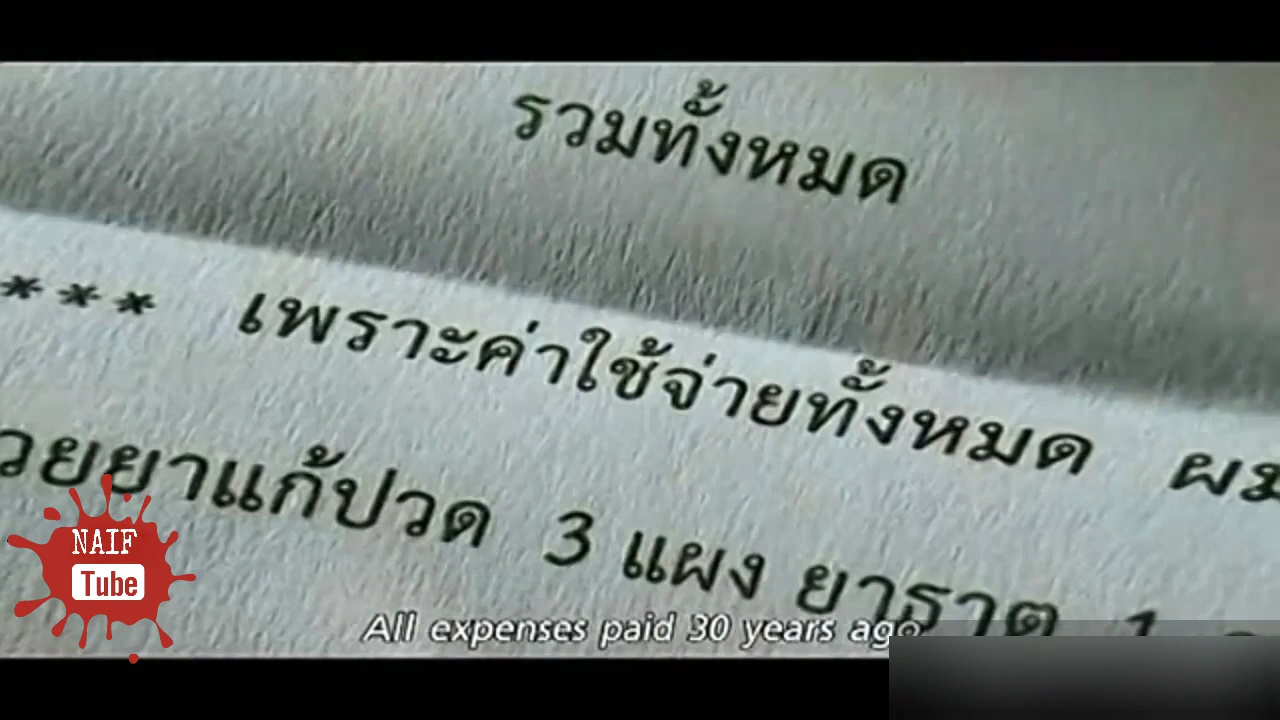 รวมทั้งหมด
*** เพราะค่าใช้จ่ายทั้งหมด
ยาแก้ปวด 3 แผง ยาธาตุ 1
NAIF
Tube
All expenses paid 30 years ago